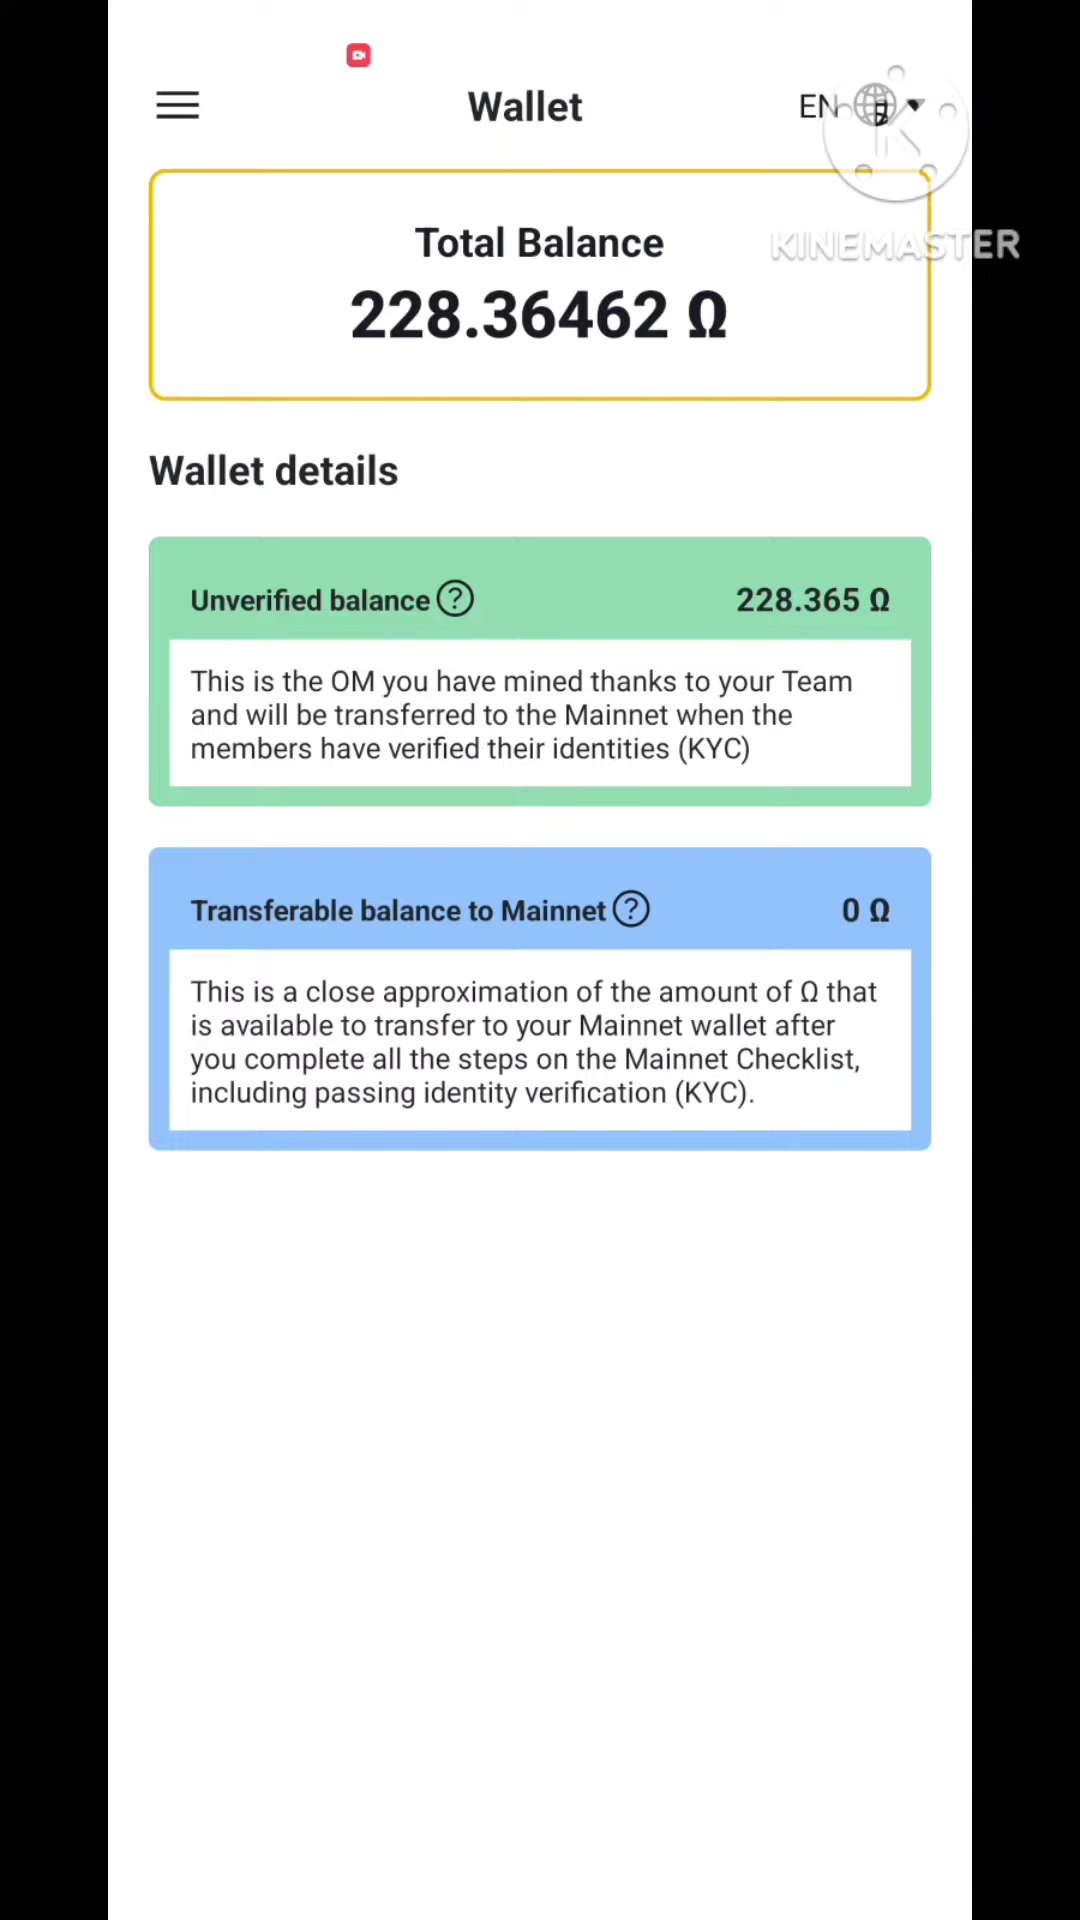 Wallet
EN
KINEMASTER
Total Balance
228.36462 Ω
Wallet details
Unverified balance ?
228.365 Ω
This is the OM you have mined thanks to your Team
and will be transferred to the Mainnet when the
members have verified their identities (KYC)
Transferable balance to Mainnet ?
0 Ω
This is a close approximation of the amount of Ω that
is available to transfer to your Mainnet wallet after
you complete all the steps on the Mainnet Checklist,
including passing identity verification (KYC).